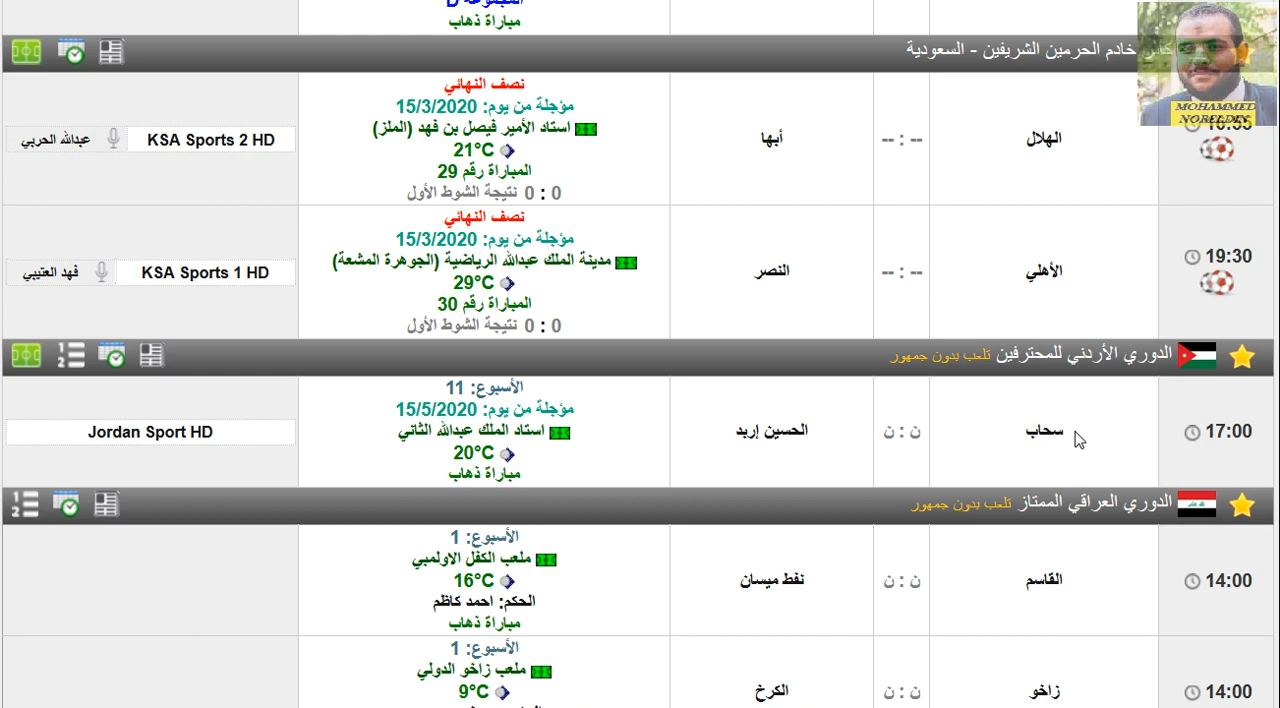 المجموعة D
مباراة ذهاب
كأس خادم الحرمين الشريفين - السعودية
MOHAMMED
NORELDIN
16:55
الهلال
-- : --
أبها
نصف النهائي
مؤجلة من يوم: 15/3/2020
استاد الأمير فيصل بن فهد (الملز)
21°C
المباراة رقم 29
0 : 0 نتيجة الشوط الأول
KSA Sports 2 HD
عبدالله الحربي
19:30
الأهلي
-- : --
النصر
نصف النهائي
مؤجلة من يوم: 15/3/2020
مدينة الملك عبدالله الرياضية (الجوهرة المشعة)
29°C
المباراة رقم 30
0 : 0 نتيجة الشوط الأول
KSA Sports 1 HD
فهد العتيبي
الدوري الأردني للمحترفين تلعب بدون جمهور
17:00
سحاب
ن : ن
الحسين إربد
الأسبوع: 11
مؤجلة من يوم: 15/5/2020
استاد الملك عبدالله الثاني
20°C
مباراة ذهاب
Jordan Sport HD
الدوري العراقي الممتاز تلعب بدون جمهور
14:00
القاسم
ن : ن
نفط ميسان
الأسبوع: 1
ملعب الكفل الاولمبي
16°C
الحكم: احمد كاظم
مباراة ذهاب
14:00
زاخو
ن : ن
الكرخ
الأسبوع: 1
ملعب زاخو الدولي
9°C